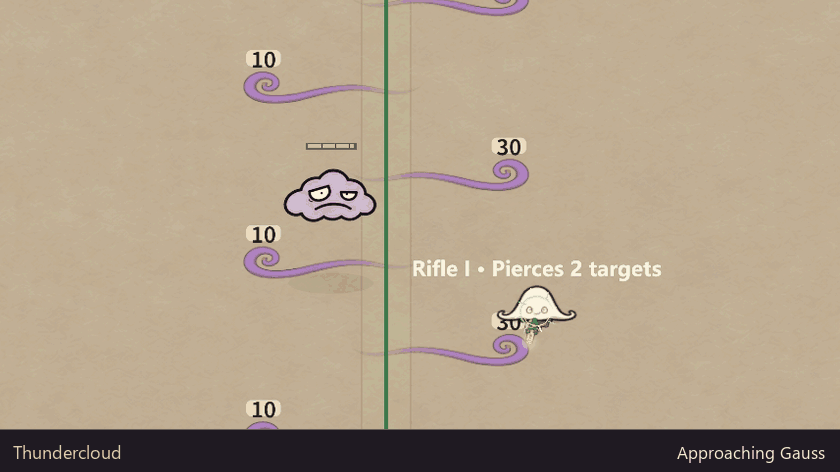 10
30
10
Rifle I • Pierces 2 targets
30
10
Thundercloud
Approaching Gauss